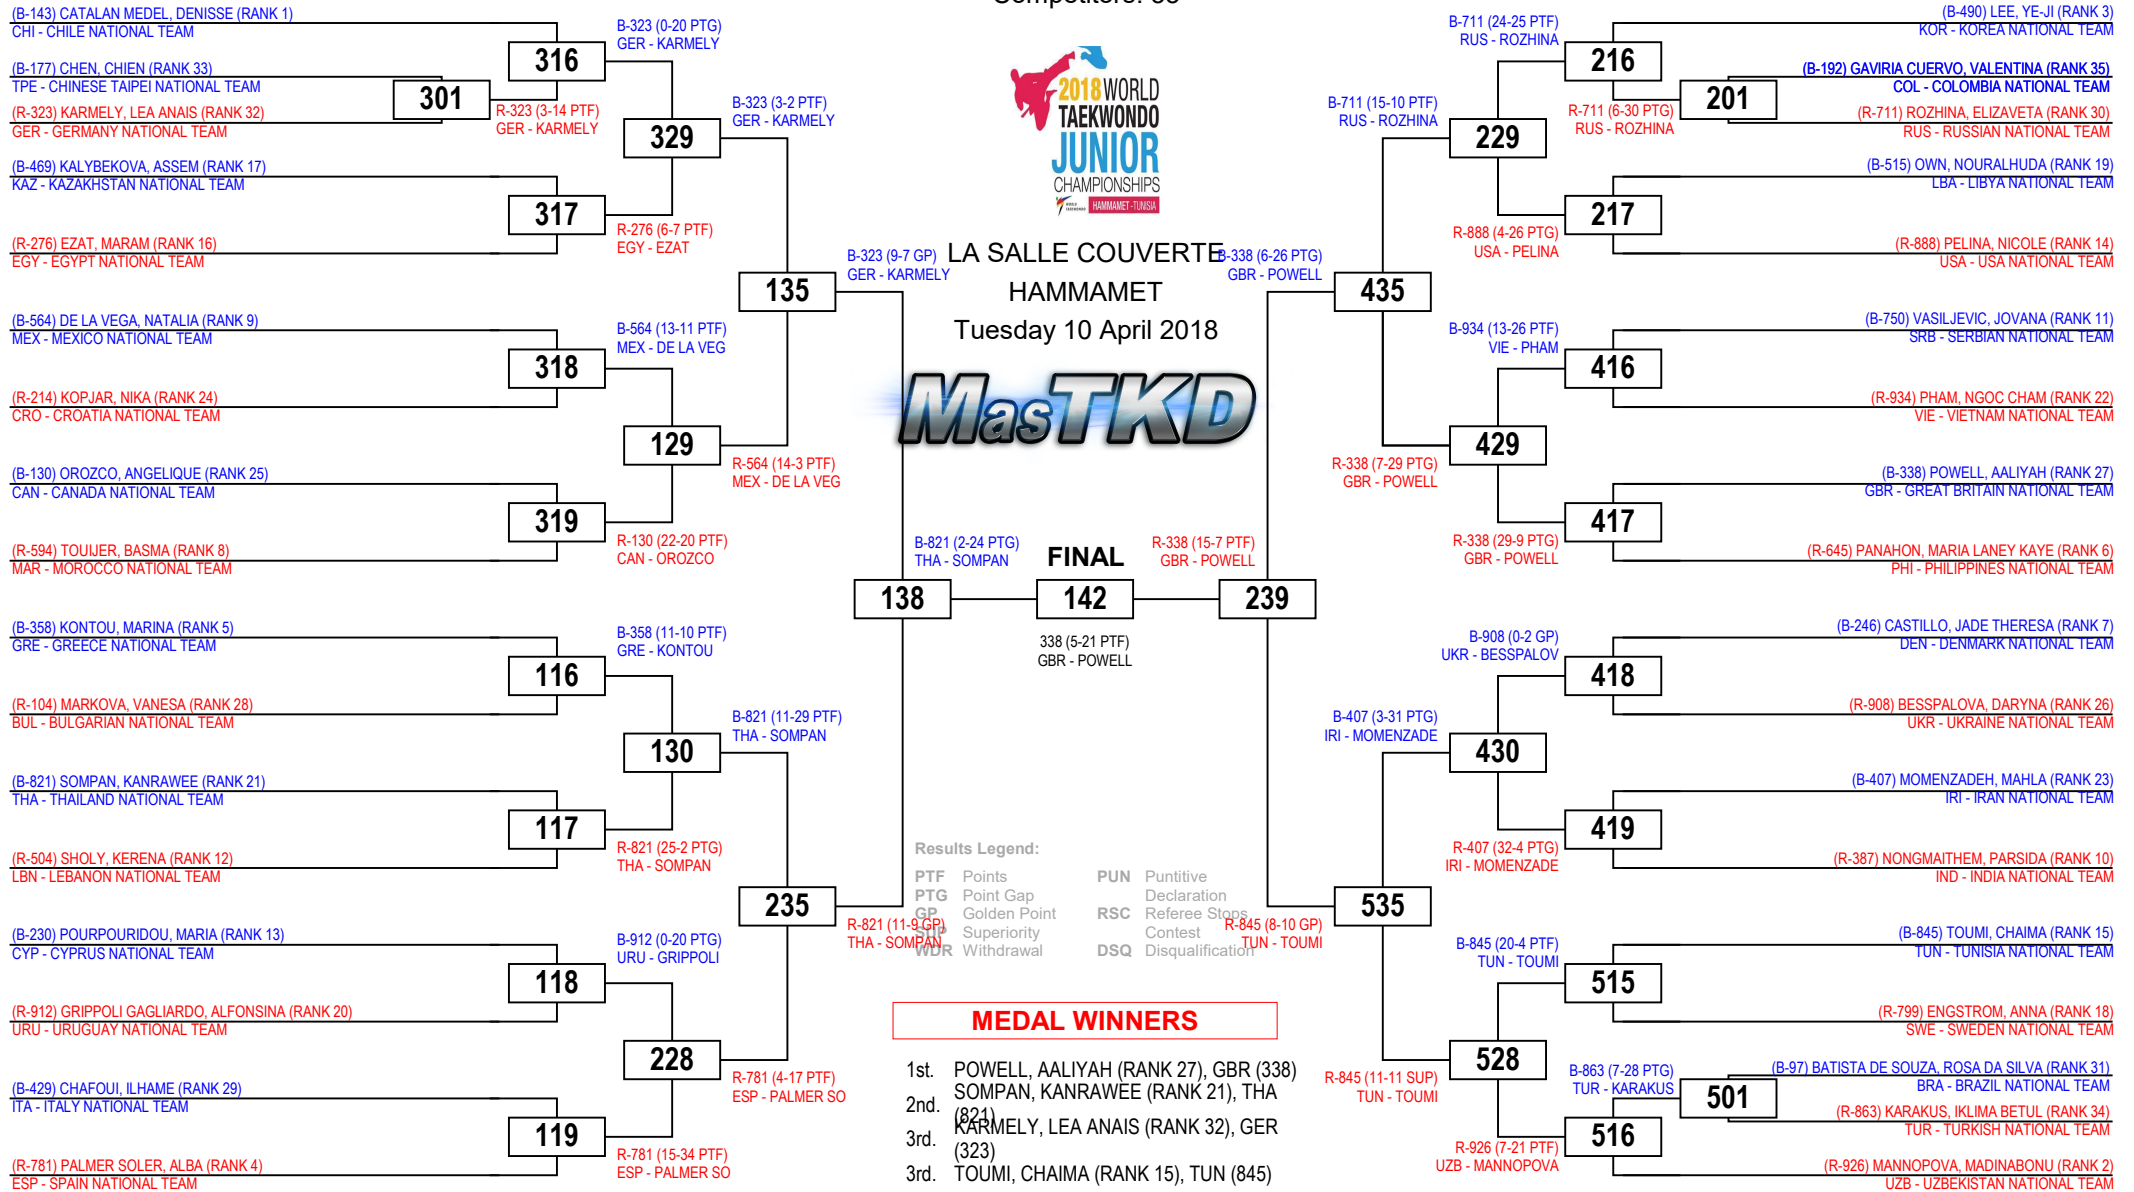 (B-143) CATALAN MEDEL, DENISSE (RANK 1)
CHI - CHILE NATIONAL TEAM
(B-177) CHEN, CHIEN (RANK 33)
TPE - CHINESE TAIPEI NATIONAL TEAM
(R-323) KARMELY, LEA ANAIS (RANK 32)
GER - GERMANY NATIONAL TEAM
(B-469) KALYBEKOVA, ASSEM (RANK 17)
KAZ - KAZAKHSTAN NATIONAL TEAM
(R-276) EZAT, MARAM (RANK 16)
EGY - EGYPT NATIONAL TEAM
(B-564) DE LA VEGA, NATALIA (RANK 9)
MEX - MEXICO NATIONAL TEAM
(R-214) KOPJAR, NIKA (RANK 24)
CRO - CROATIA NATIONAL TEAM
(B-130) OROZCO, ANGELIQUE (RANK 25)
CAN - CANADA NATIONAL TEAM
(R-594) TOUIJER, BASMA (RANK 8)
MAR - MOROCCO NATIONAL TEAM
(B-358) KONTOU, MARINA (RANK 5)
GRE - GREECE NATIONAL TEAM
(R-104) MARKOVA, VANESA (RANK 28)
BUL - BULGARIAN NATIONAL TEAM
(B-821) SOMPAN, KANRAWEE (RANK 21)
THA - THAILAND NATIONAL TEAM
(R-504) SHOLY, KERENA (RANK 12)
LBN - LEBANON NATIONAL TEAM
(B-230) POURPOURIDOU, MARIA (RANK 13)
CYP - CYPRUS NATIONAL TEAM
(R-912) GRIPPOLI GAGLIARDO, ALFONSINA (RANK 20)
URU - URUGUAY NATIONAL TEAM
(B-429) CHAFOUI, ILHAME (RANK 29)
ITA - ITALY NATIONAL TEAM
(R-781) PALMER SOLER, ALBA (RANK 4)
ESP - SPAIN NATIONAL TEAM
301
R-323 (3-14 PTF)
GER - KARMELY
316
317
318
319
116
117
118
119
B-323 (0-20 PTG)
GER - KARMELY
329
R-276 (6-7 PTF)
EGY - EZAT
B-564 (13-11 PTF)
MEX - DE LA VEG
129
R-130 (22-20 PTF)
CAN - OROZCO
B-358 (11-10 PTF)
GRE - KONTOU
130
R-821 (25-2 PTG)
THA - SOMPAN
B-912 (0-20 PTG)
URU - GRIPPOLI
228
R-781 (15-34 PTF)
ESP - PALMER SO
B-323 (3-2 PTF)
GER - KARMELY
135
R-564 (14-3 PTF)
MEX - DE LA VEG
B-821 (11-29 PTF)
THA - SOMPAN
235
R-781 (4-17 PTF)
ESP - PALMER SO
B-323 (9-7 GP)
GER - KARMELY
138
R-821 (11-9 GP)
THA - SOMPAN
2018 WORLD
TAEKWONDO
JUNIOR
CHAMPIONSHIPS
HAMMAMET - TUNISIA
LA SALLE COUVERTE
HAMMAMET
Tuesday 10 April 2018
MasTKD
B-821 (2-24 PTG)
THA - SOMPAN
FINAL
142
338 (5-21 PTF)
GBR - POWELL
R-338 (15-7 PTF)
GBR - POWELL
239
Results Legend:
PTF Points
PTG Point Gap
GP Golden Point
SUP Superiority
WDR Withdrawal
PUN Puntitive
Declaration
RSC Referee Stops
Contest
DSQ Disqualification
MEDAL WINNERS
1st. POWELL, AALIYAH (RANK 27), GBR (338)
2nd. SOMPAN, KANRAWEE (RANK 21), THA
(821)
3rd. KARMELY, LEA ANAIS (RANK 32), GER
(323)
3rd. TOUMI, CHAIMA (RANK 15), TUN (845)
B-338 (6-26 PTG)
GBR - POWELL
435
535
R-845 (8-10 GP)
TUN - TOUMI
B-711 (15-10 PTF)
RUS - ROZHINA
R-338 (7-29 PTG)
GBR - POWELL
B-407 (3-31 PTG)
IRI - MOMENZADE
R-845 (11-11 SUP)
TUN - TOUMI
229
429
430
528
B-711 (24-25 PTF)
RUS - ROZHINA
R-888 (4-26 PTG)
USA - PELINA
B-934 (13-26 PTF)
VIE - PHAM
R-338 (29-9 PTG)
GBR - POWELL
B-908 (0-2 GP)
UKR - BESSPALOV
R-407 (32-4 PTG)
IRI - MOMENZADE
B-845 (20-4 PTF)
TUN - TOUMI
R-926 (7-21 PTF)
UZB - MANNOPOVA
216
217
416
417
418
419
515
516
R-711 (6-30 PTG)
RUS - ROZHINA
201
B-863 (7-28 PTG)
TUR - KARAKUS
501
(B-490) LEE, YE-JI (RANK 3)
KOR - KOREA NATIONAL TEAM
(B-192) GAVIRIA CUERVO, VALENTINA (RANK 35)
COL - COLOMBIA NATIONAL TEAM
(R-711) ROZHINA, ELIZAVETA (RANK 30)
RUS - RUSSIAN NATIONAL TEAM
(B-515) OWN, NOURALHUDA (RANK 19)
LBA - LIBYA NATIONAL TEAM
(R-888) PELINA, NICOLE (RANK 14)
USA - USA NATIONAL TEAM
(B-750) VASILJEVIC, JOVANA (RANK 11)
SRB - SERBIAN NATIONAL TEAM
(R-934) PHAM, NGOC CHAM (RANK 22)
VIE - VIETNAM NATIONAL TEAM
(B-338) POWELL, AALIYAH (RANK 27)
GBR - GREAT BRITAIN NATIONAL TEAM
(R-645) PANAHON, MARIA LANEY KAYE (RANK 6)
PHI - PHILIPPINES NATIONAL TEAM
(B-246) CASTILLO, JADE THERESA (RANK 7)
DEN - DENMARK NATIONAL TEAM
(R-908) BESSPALOVA, DARYNA (RANK 26)
UKR - UKRAINE NATIONAL TEAM
(B-407) MOMENZADEH, MAHLA (RANK 23)
IRI - IRAN NATIONAL TEAM
(R-387) NONGMAITHEM, PARSIDA (RANK 10)
IND - INDIA NATIONAL TEAM
(B-845) TOUMI, CHAIMA (RANK 15)
TUN - TUNISIA NATIONAL TEAM
(R-799) ENGSTROM, ANNA (RANK 18)
SWE - SWEDEN NATIONAL TEAM
(B-97) BATISTA DE SOUZA, ROSA DA SILVA (RANK 31)
BRA - BRAZIL NATIONAL TEAM
(R-863) KARAKUS, IKLIMA BETUL (RANK 34)
TUR - TURKISH NATIONAL TEAM
(R-926) MANNOPOVA, MADINABONU (RANK 2)
UZB - UZBEKISTAN NATIONAL TEAM